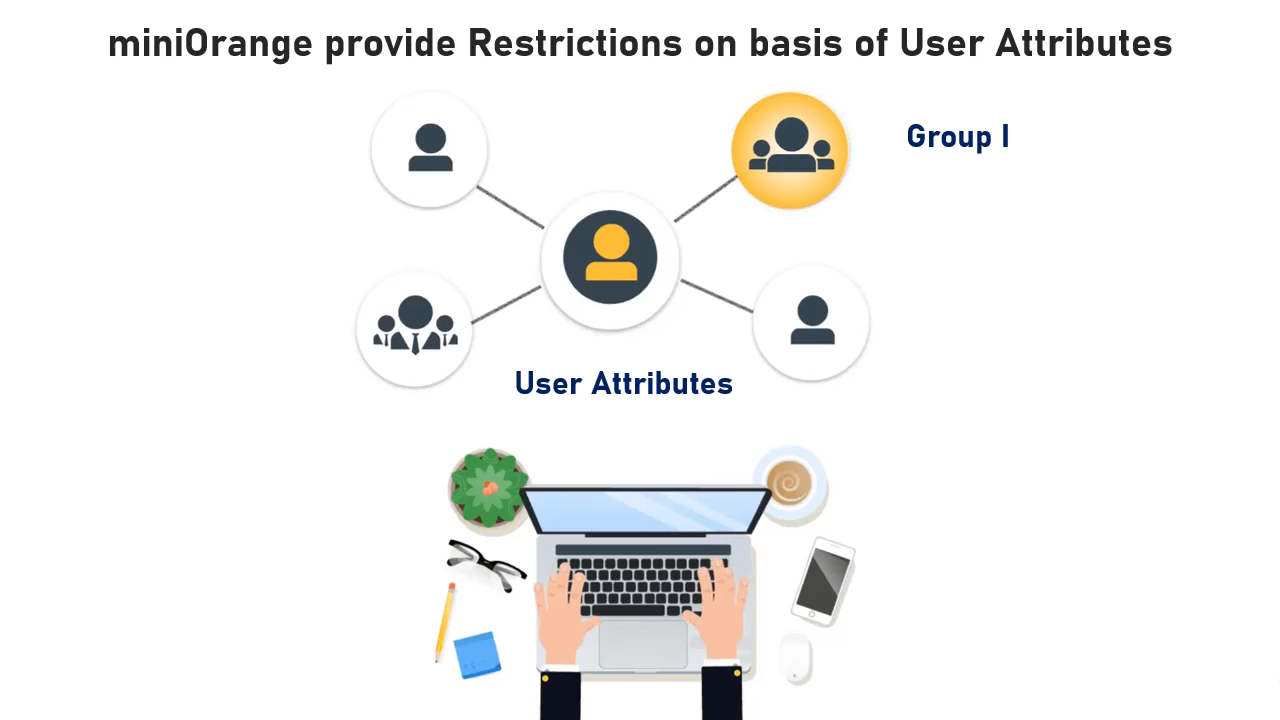 miniOrange provide Restrictions on basis of User Attributes
Group I
User Attributes